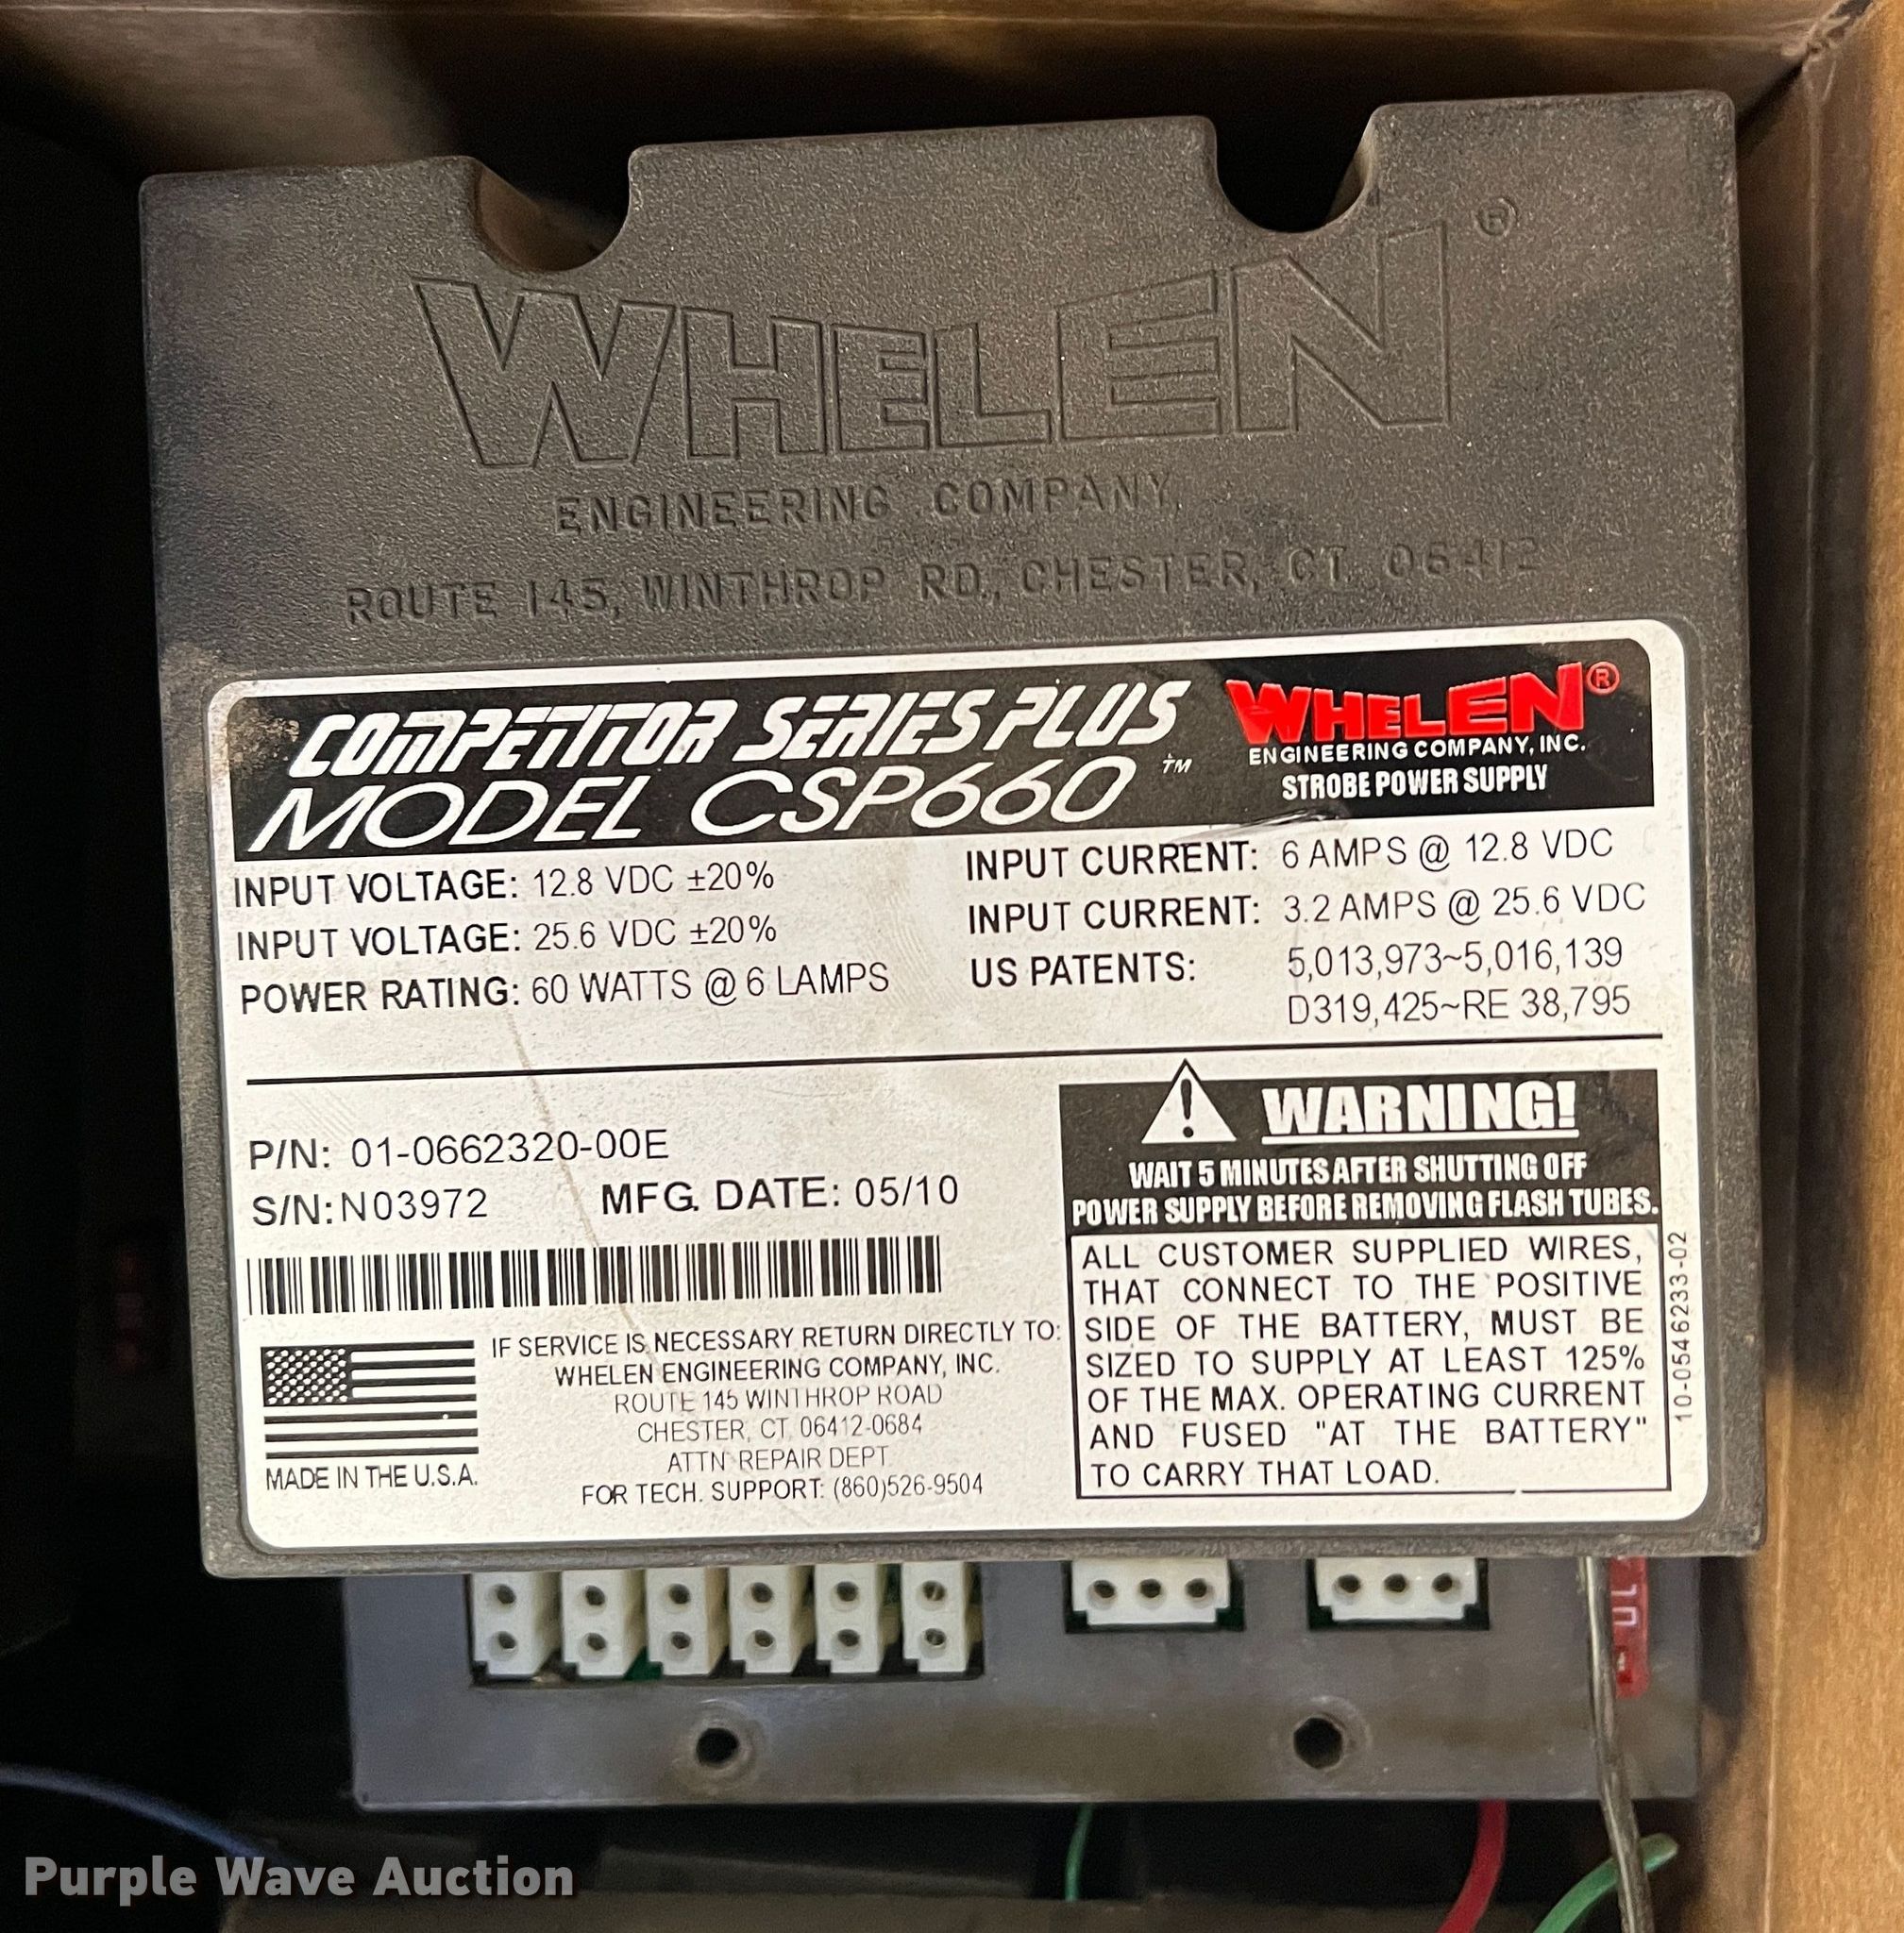 WHELEN®
ENGINEERING COMPANY,
ROUTE 145, WINTHROP RD., CHESTER, CT. 06412
COMPETITOR SERIES PLUS™
MODEL CSP660
WHELEN®
ENGINEERING COMPANY, INC.
STROBE POWER SUPPLY
INPUT VOLTAGE: 12.8 VDC ±20%
INPUT VOLTAGE: 25.6 VDC ±20%
POWER RATING: 60 WATTS @ 6 LAMPS
INPUT CURRENT: 6 AMPS @ 12.8 VDC
INPUT CURRENT: 3.2 AMPS @ 25.6 VDC
US PATENTS: 5,013,973~5,016,139
D319,425~RE 38,795
P/N: 01-0662320-00E
S/N:N03972 MFG. DATE: 05/10
MADE IN THE U.S.A.
IF SERVICE IS NECESSARY RETURN DIRECTLY TO:
WHELEN ENGINEERING COMPANY, INC.
ROUTE 145 WINTHROP ROAD
CHESTER, CT 06412-0684
ATTN REPAIR DEPT
FOR TECH. SUPPORT: (860)526-9504
WARNING!
WAIT 5 MINUTES AFTER SHUTTING OFF
POWER SUPPLY BEFORE REMOVING FLASH TUBES.
ALL CUSTOMER SUPPLIED WIRES,
THAT CONNECT TO THE POSITIVE
SIDE OF THE BATTERY, MUST BE
SIZED TO SUPPLY AT LEAST 125%
OF THE MAX. OPERATING CURRENT
AND FUSED "AT THE BATTERY"
TO CARRY THAT LOAD.
10-0546233-02
Purple Wave Auction